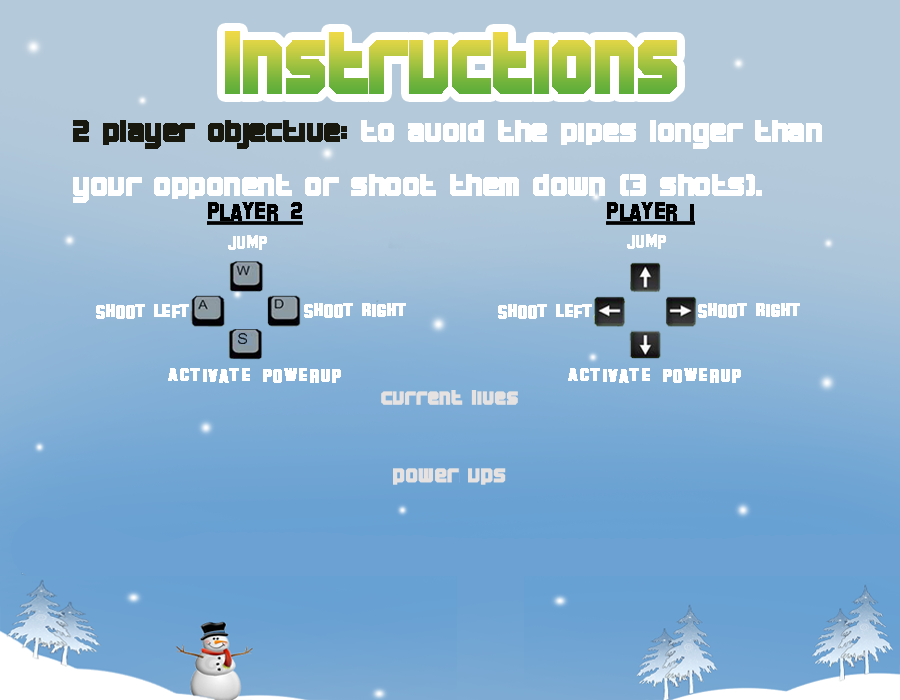 Instructions
2 player objective: to avoid the pipes longer than
your opponent or shoot them down (3 shots).
PLAYER 2 PLAYER 1
JUMP JUMP
W
SHOOT LEFT A D SHOOT RIGHT SHOOT LEFT SHOOT RIGHT
S
ACTIVATE POWERUP ACTIVATE POWERUP
current lives
power ups